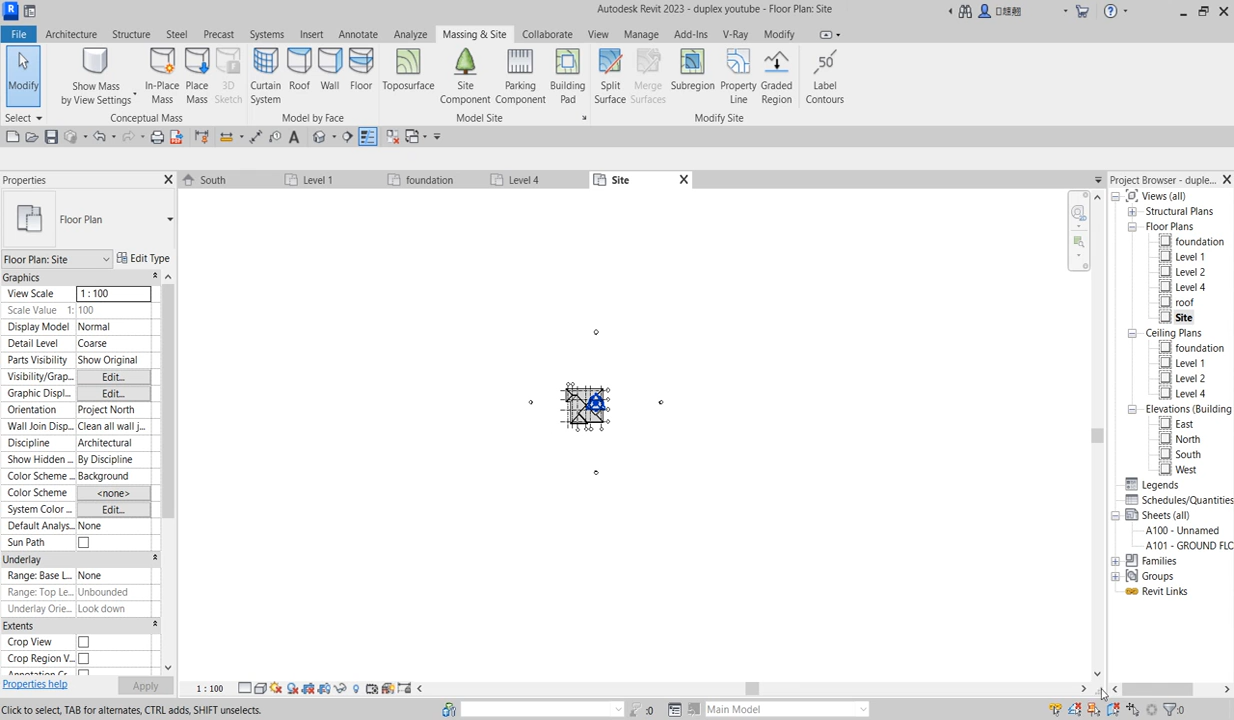 Autodesk Revit 2023 - duplex youtube - Floor Plan: Site
File Architecture Structure Steel Precast Systems Insert Annotate Analyze Massing & Site Collaborate View Manage Add-Ins V-Ray Modify
Modify
Show Mass
by View Settings
In-Place
Mass
Place
Mass
3D
Sketch
Curtain
System
Roof
Wall
Floor
Toposurface
Site
Component
Parking
Component
Building
Pad
Split
Surface
Merge
Surfaces
Subregion
Property
Line
Graded
Region
50
Label
Contours
Select Conceptual Mass Model by Face Model Site Modify Site
Properties South Level 1 foundation Level 4 Site Project Browser - duple...
Floor Plan
Floor Plan: Site Edit Type
Graphics
View Scale 1 : 100
Scale Value 1: 100
Display Model Normal
Detail Level Coarse
Parts Visibility Show Original
Visibility/Grap... Edit...
Graphic Displ... Edit...
Orientation Project North
Wall Join Disp... Clean all wall j...
Discipline Architectural
Show Hidden ... By Discipline
Color Scheme ... Background
Color Scheme <none>
System Color ... Edit...
Default Analys... None
Sun Path
Underlay
Range: Base L... None
Range: Top Le... Unbounded
Underlay Orie... Look down
Extents
Crop View
Crop Region V...
Properties help Apply
Views (all)
Structural Plans
Floor Plans
foundation
Level 1
Level 2
Level 4
roof
Site
Ceiling Plans
foundation
Level 1
Level 2
Level 4
Elevations (Building
East
North
South
West
Legends
Schedules/Quantities
Sheets (all)
A100 - Unnamed
A101 - GROUND FLC
Families
Groups
Revit Links
1 : 100
Click to select, TAB for alternates, CTRL adds, SHIFT unselects. :0 Main Model :0